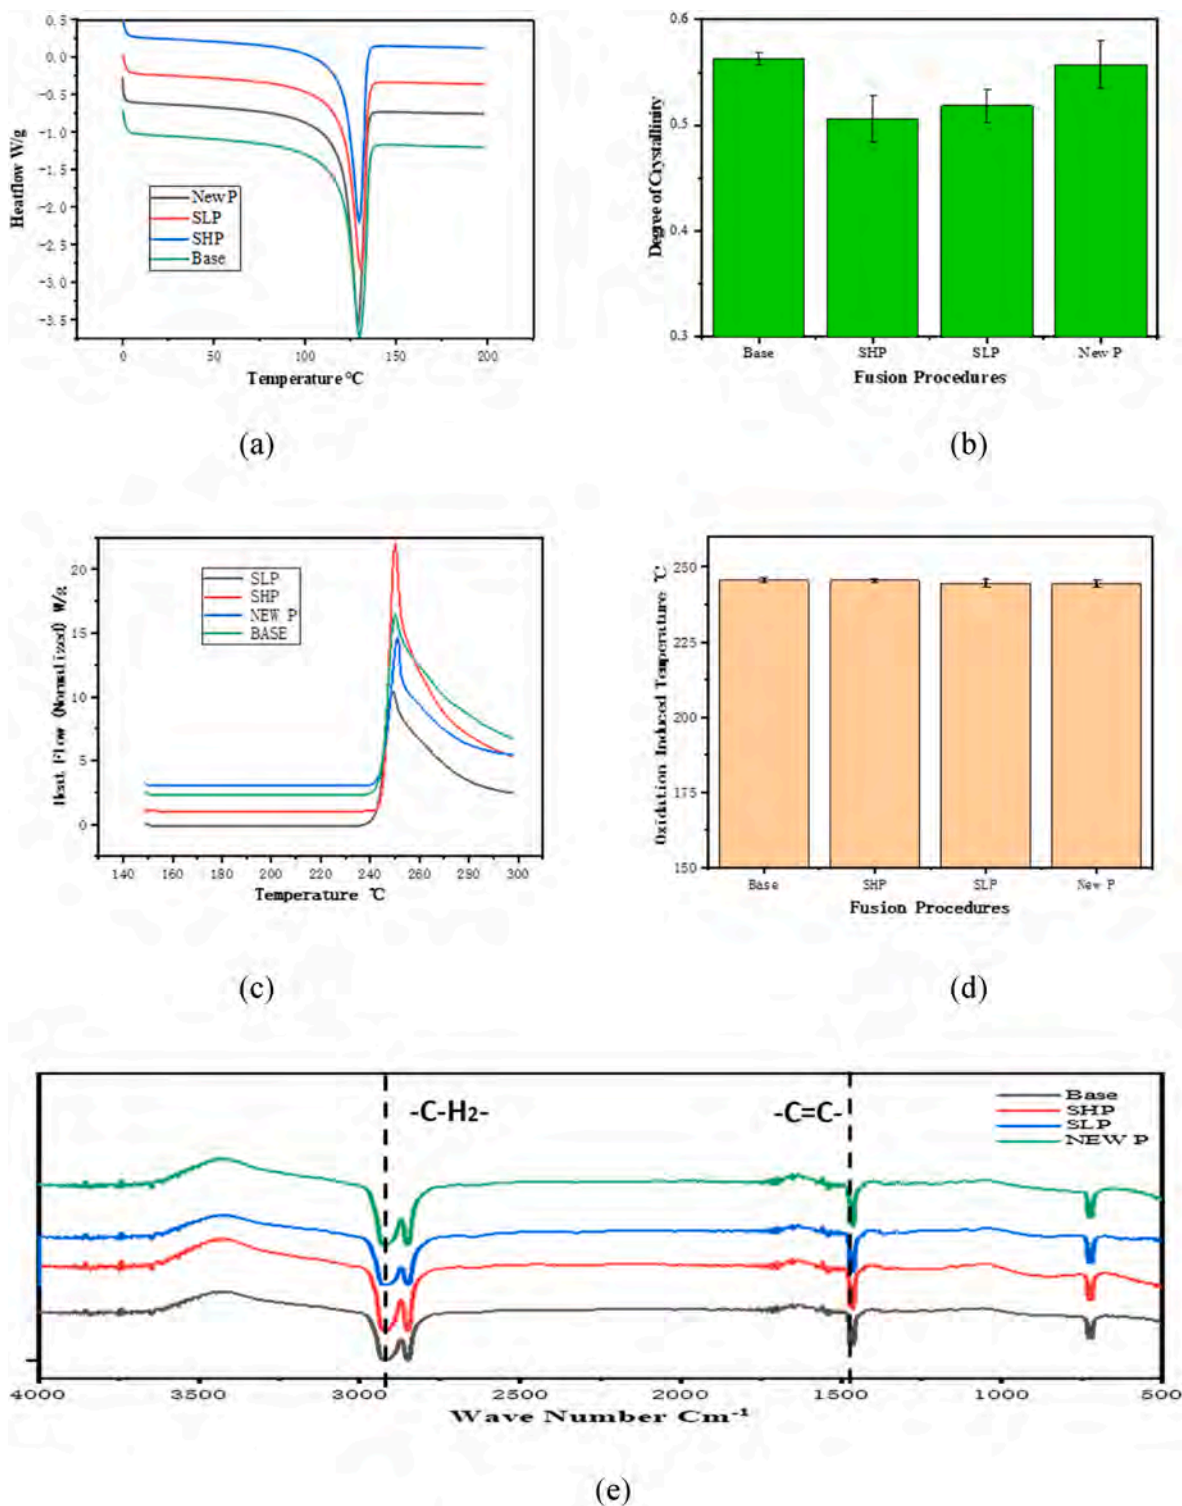 0.5
0.0
-0.5
-1.0
-1.5
-2.0
-2.5
-3.0
-3.5
Heatflow W/g
New P
SLP
SHP
Base
0 50 100 150 200
Temperature °C
(a)
0.6
0.5
0.4
0.3
Degree of Crystallinity
Base SHP SLP New P
Fusion Procedures
(b)
20
15
10
5
0
Heat Flow (Normalized) W/g
SLP
SHP
NEW P
BASE
140 160 180 200 220 240 260 280 300
Temperature ℃
(c)
250
225
200
175
150
Oxidation Induced Temperature ℃
Base SHP SLP New P
Fusion Procedures
(d)
-C-H2-
-C=C-
Base
SHP
SLP
NEW P
4000 3500 3000 2500 2000 1500 1000 500
Wave Number Cm-1
(e)